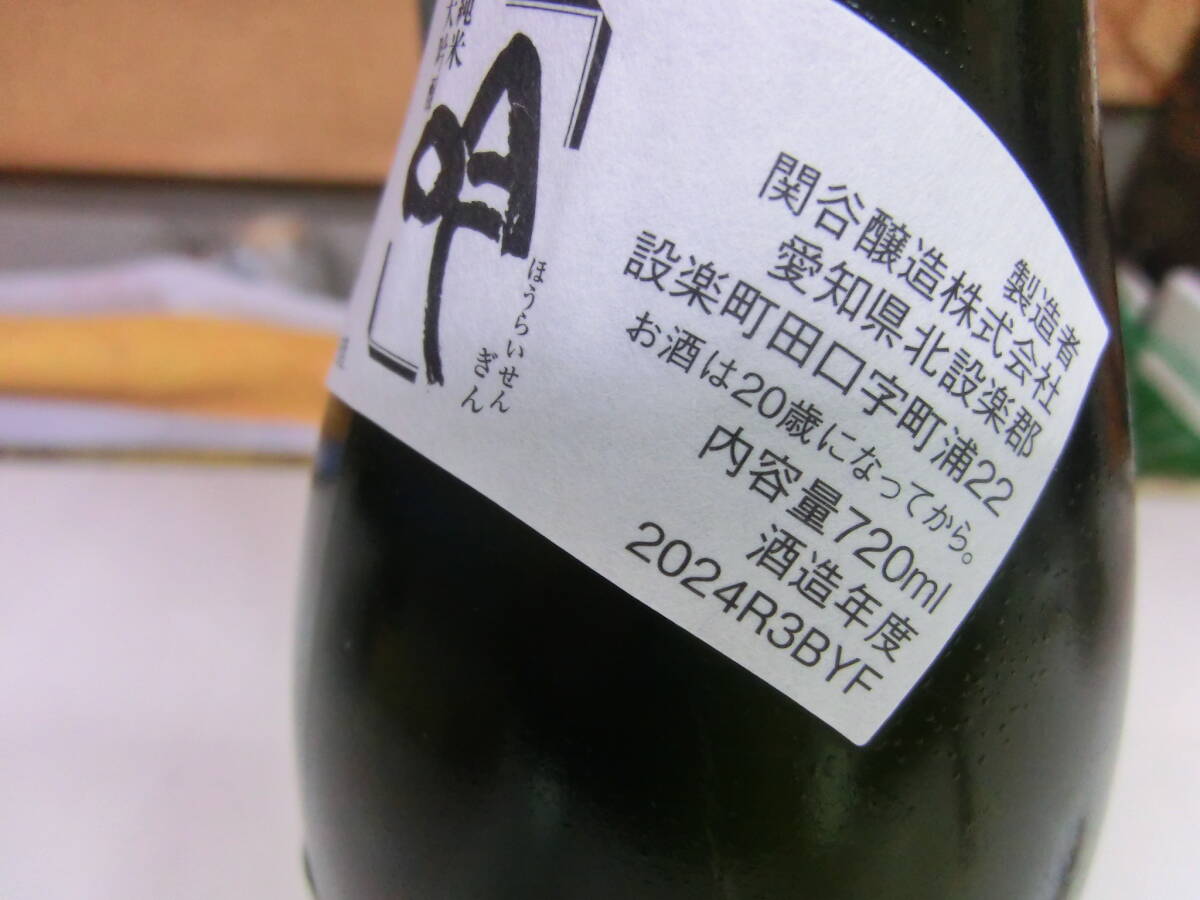 純米
大吟醸
ほうらいせん
ぎん
製造者
関谷醸造株式会社
愛知県北設楽郡
設楽町田口字町浦22
お酒は20歳になってから。
内容量720ml
酒造年度
2024R3BYF